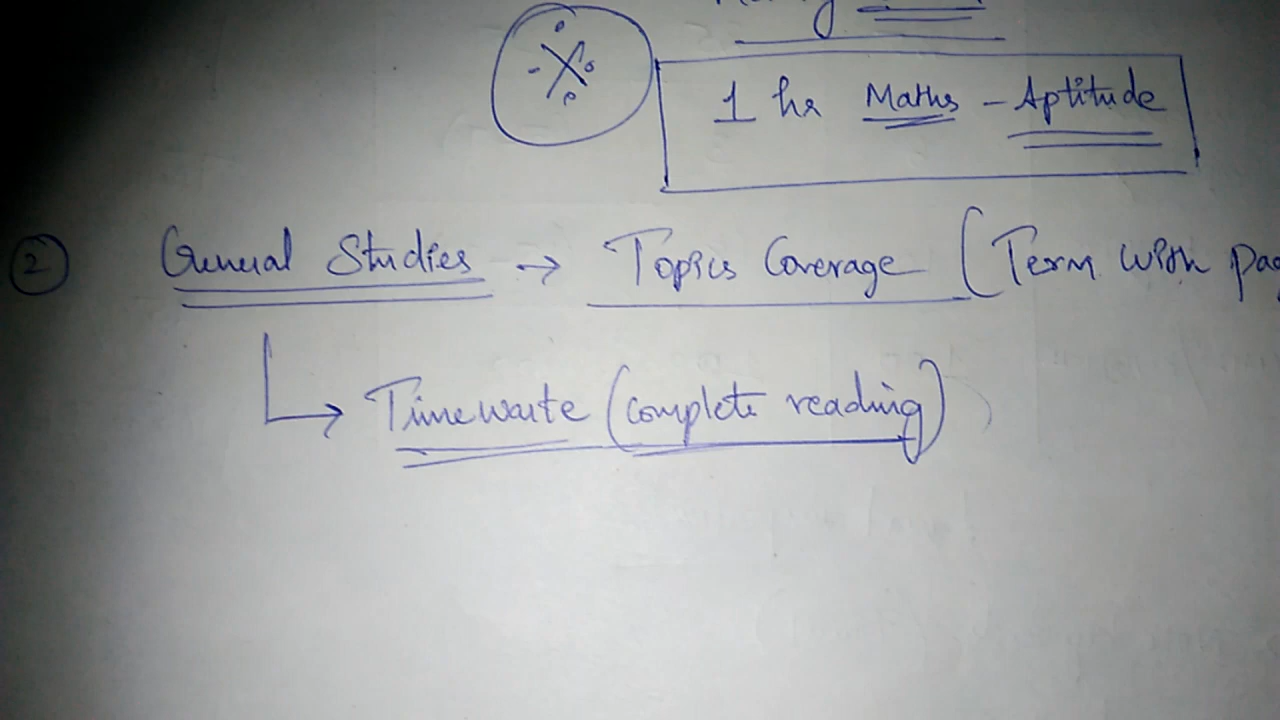 1 hr Maths - Aptitude
② General Studies → Topics Coverage (Term with
↳ Timewaste (complete reading)